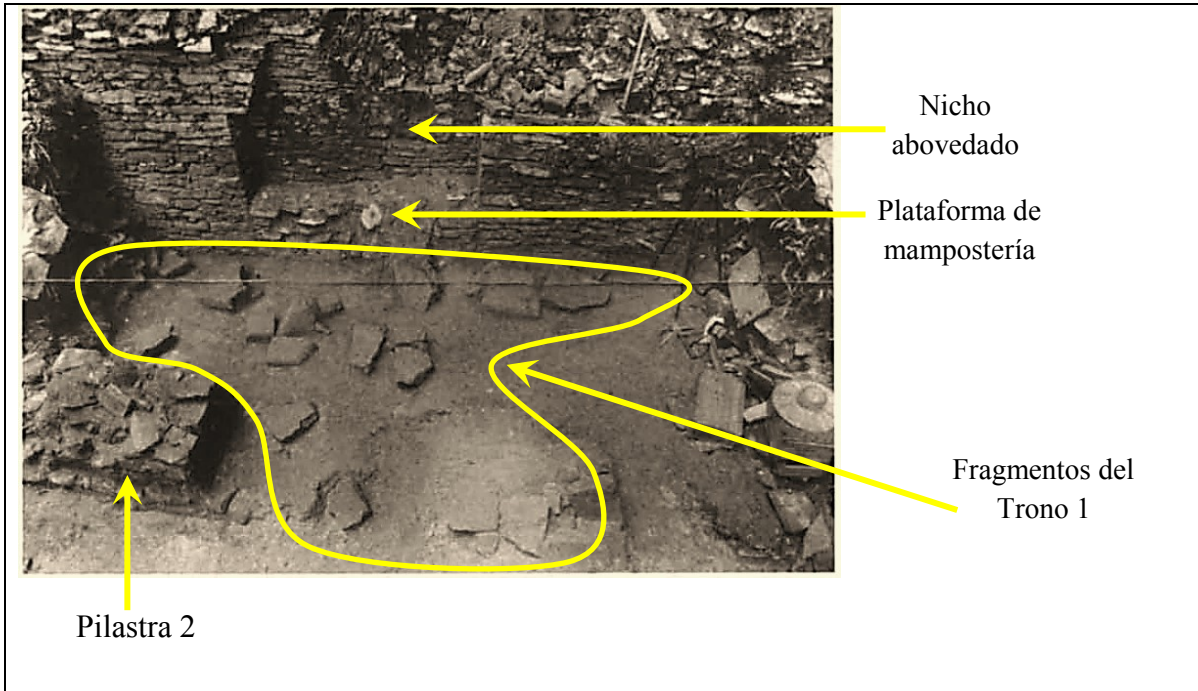 Nicho
abovedado
Plataforma de
mampostería
Fragmentos del
Trono 1
Pilastra 2